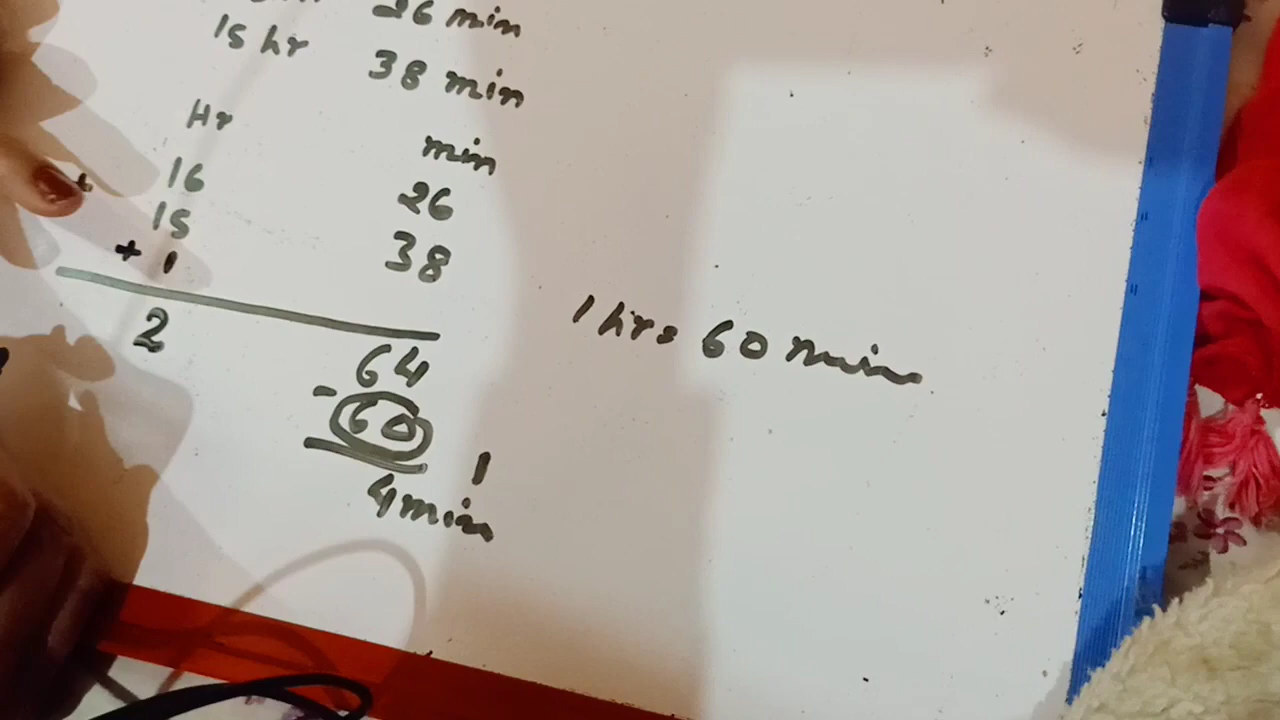 26 min
15 hr 38 min
Hr min
16 26
15 38
+ 1
2 64
- 60
1
4 min
1 hr = 60 min